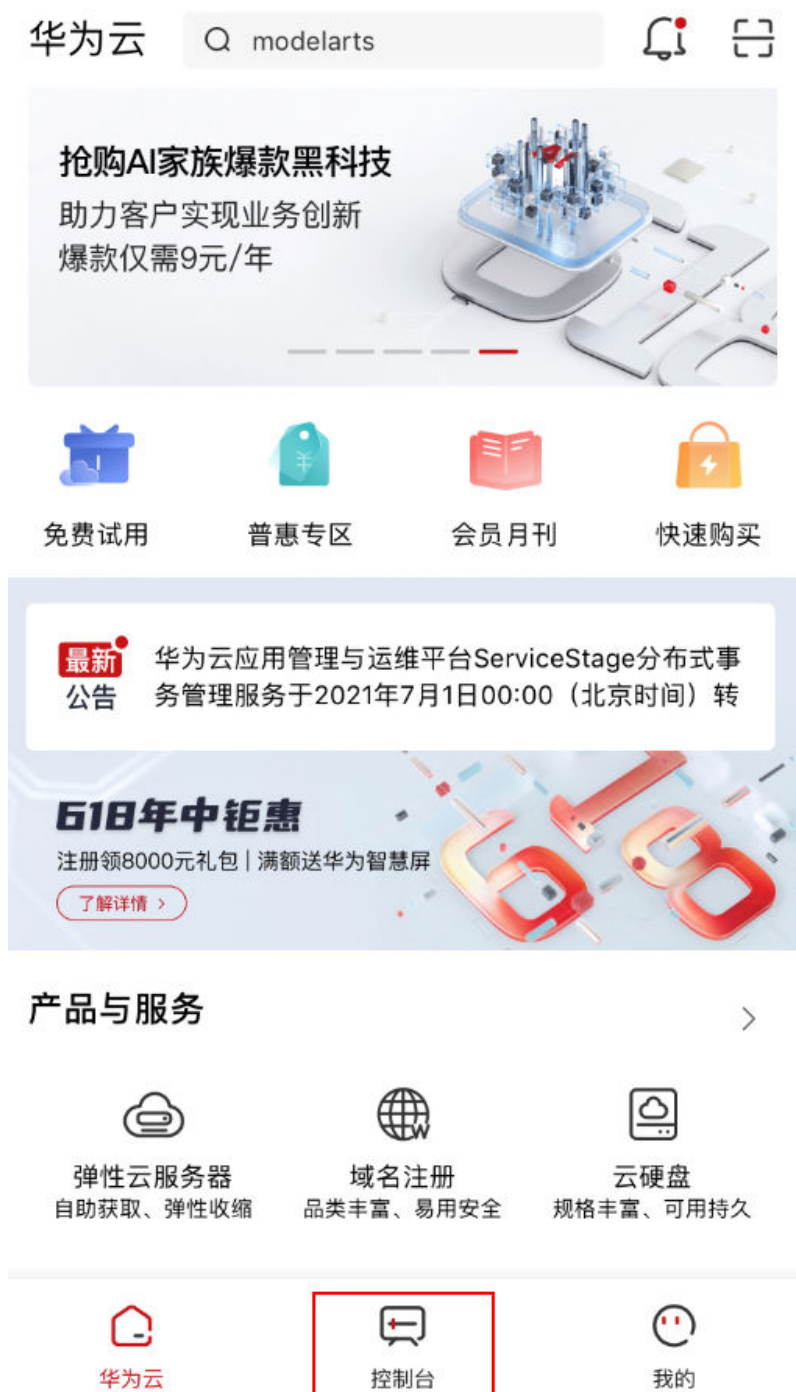 华为云
modelarts
抢购AI家族爆款黑科技
助力客户实现业务创新
爆款仅需9元/年
免费试用 普惠专区 会员月刊 快速购买
最新 华为云应用管理与运维平台ServiceStage分布式事
公告 务管理服务于2021年7月1日00:00（北京时间）转
618年中钜惠
注册领8000元礼包 | 满额送华为智慧屏
了解详情 >
产品与服务
弹性云服务器 域名注册 云硬盘
自助获取、弹性收缩 品类丰富、易用安全 规格丰富、可用持久
华为云 控制台 我的